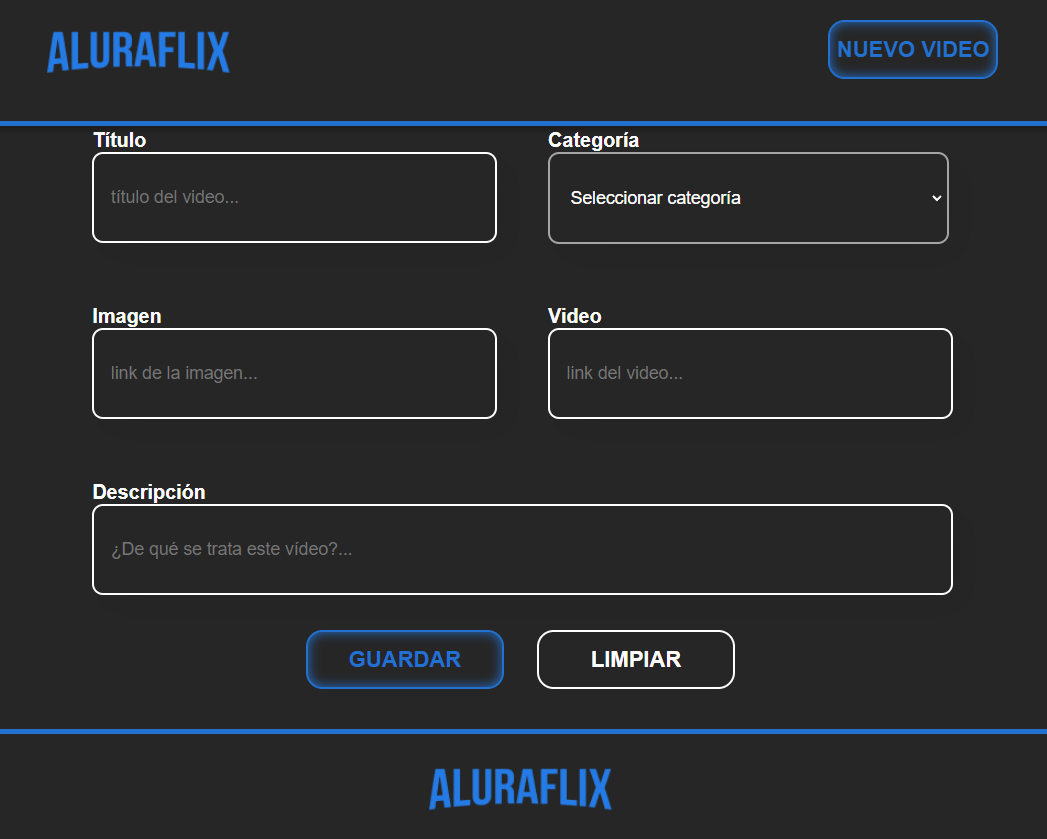 ALURAFLIX
NUEVO VIDEO
Título
Categoría
título del video...
Seleccionar categoría
Imagen
Video
link de la imagen...
link del video...
Descripción
¿De qué se trata este vídeo?...
GUARDAR
LIMPIAR
ALURAFLIX